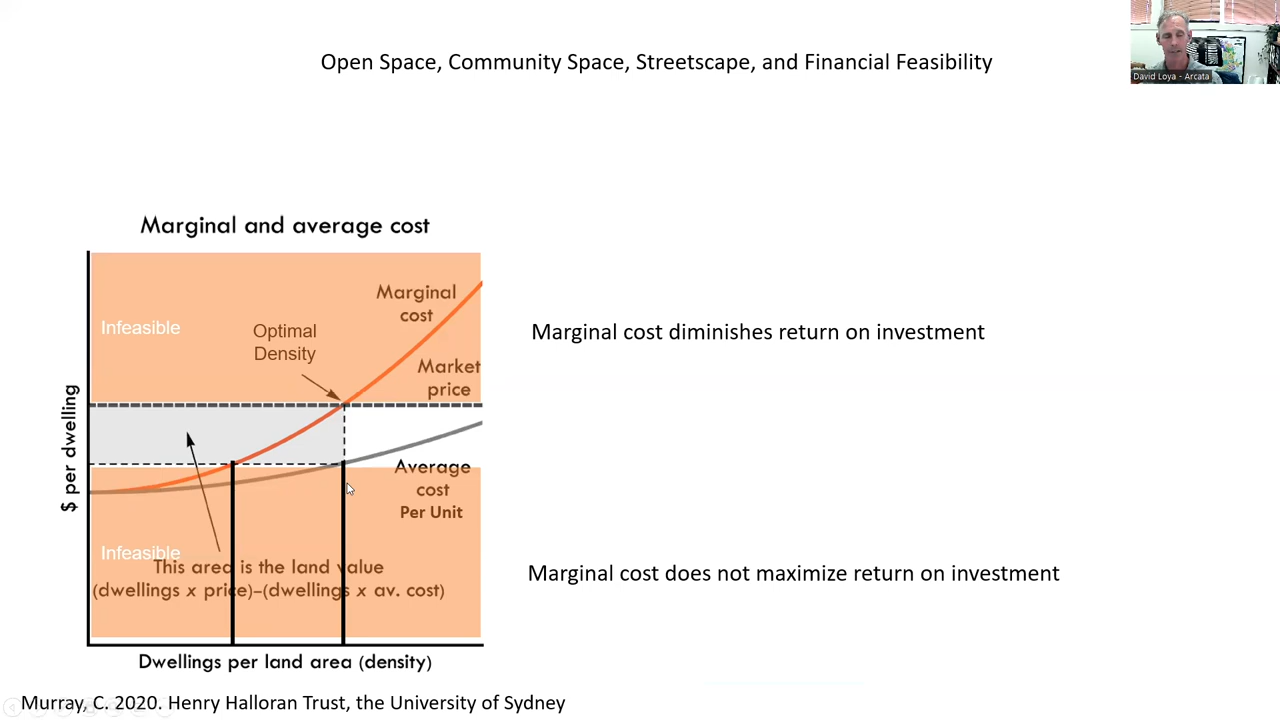 Open Space, Community Space, Streetscape, and Financial Feasibility
David Loya - Arcata
Marginal and average cost
Marginal
cost
Infeasible
Optimal
Density
Market
price
Marginal cost diminishes return on investment
$ per dwelling
Average
cost
Per Unit
Infeasible
This area is the land value
(dwellings x price)–(dwellings x av. cost)
Marginal cost does not maximize return on investment
Dwellings per land area (density)
Murray, C. 2020. Henry Halloran Trust, the University of Sydney